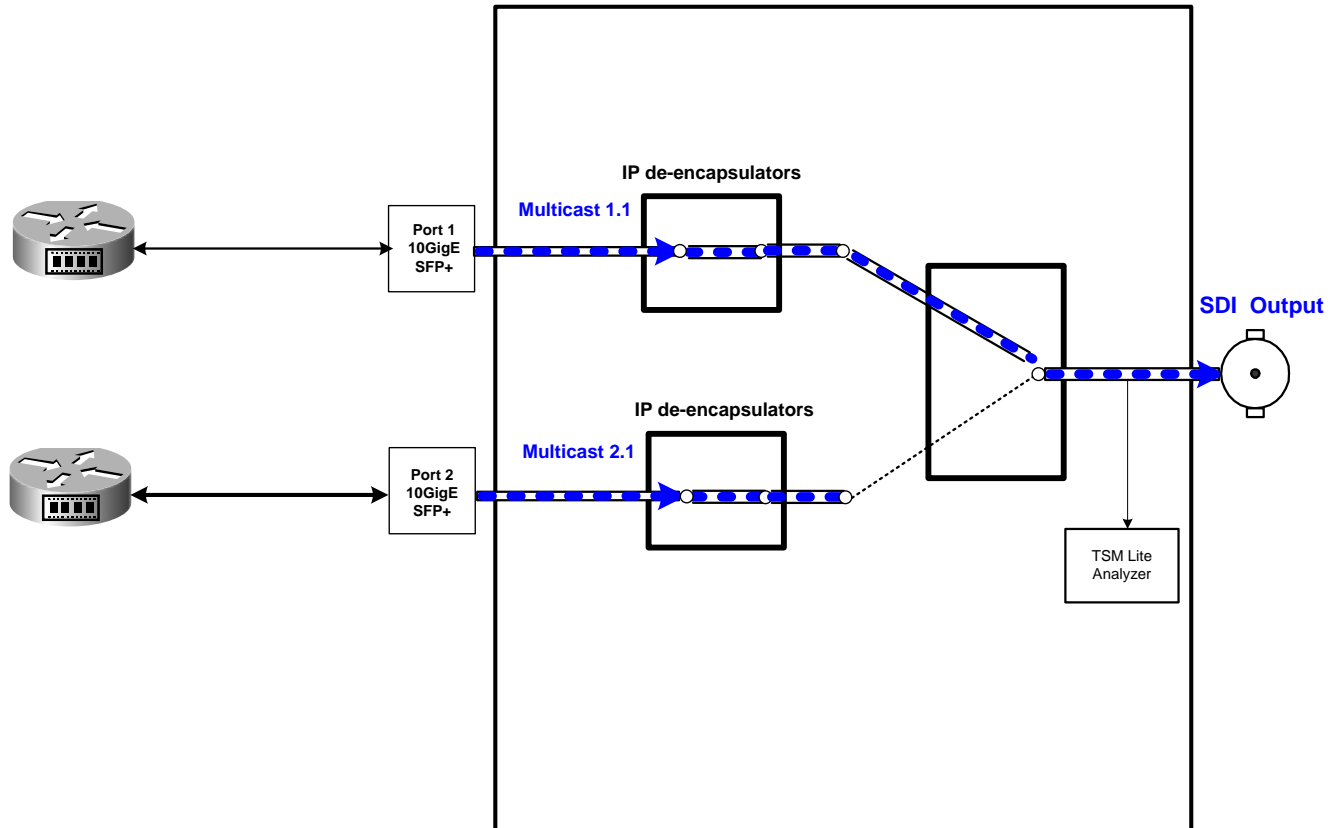 IP de-encapsulators
Multicast 1.1
Port 1
10GigE
SFP+
SDI Output
IP de-encapsulators
Multicast 2.1
Port 2
10GigE
SFP+
TSM Lite
Analyzer